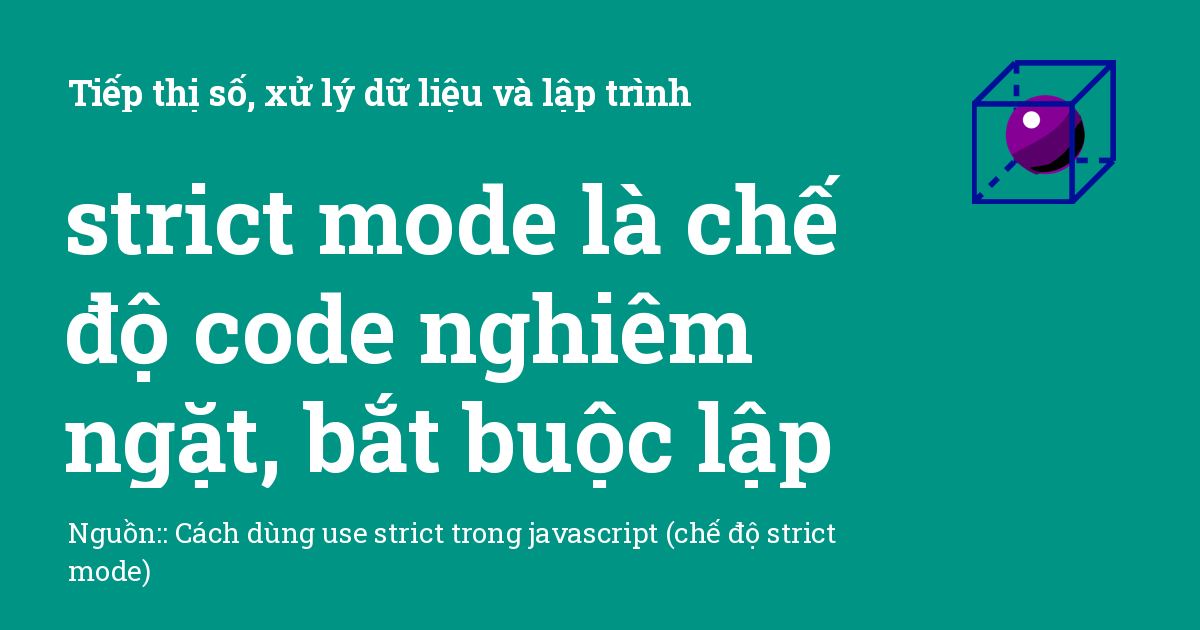 Tiếp thị số, xử lý dữ liệu và lập trình
strict mode là chế
độ code nghiêm
ngặt, bắt buộc lập
Nguồn:: Cách dùng use strict trong javascript (chế độ strict
mode)